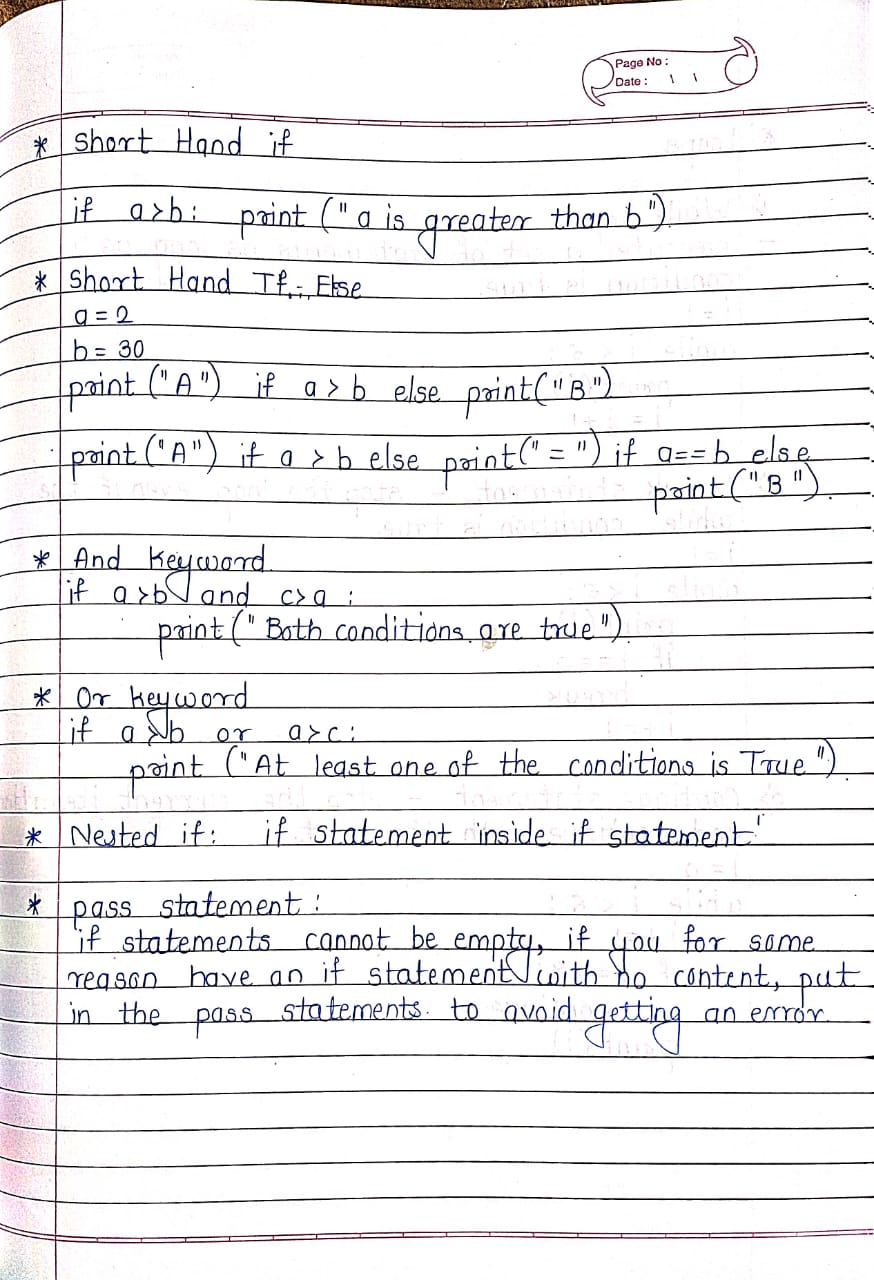 Page No:
Date:
* Short Hand if
if a>b: print ("a is greater than b")
* Short Hand If... Else
a = 2
b = 30
print ("A") if a > b else print("B")
print ("A") if a > b else print("=") if a==b else
print("B")
* And keyword
if a>b and c>a :
print (" Both conditions are true")
* Or keyword
if a>b or a>c:
print ("At least one of the conditions is True")
* Nested if: if statement inside if statement
* pass statement :
if statements cannot be empty, if you for some
reason have an if statement with no content, put
in the pass statements. to avoid getting an error.